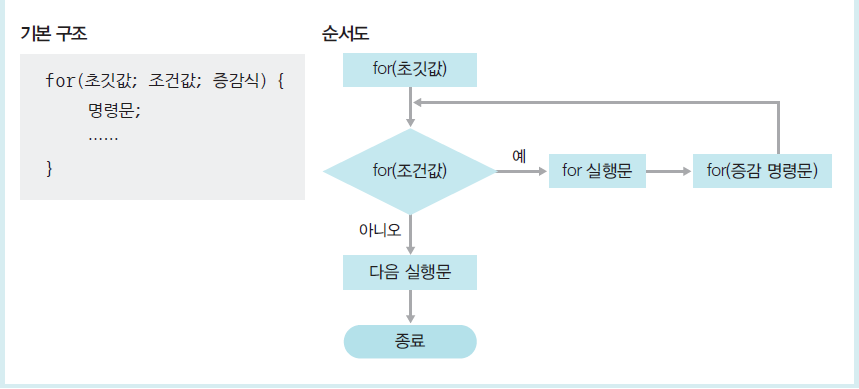 기본 구조
for(초깃값; 조건값; 증감식) {
명령문;
……
}
순서도
for(초깃값)
for(조건값)
예
for 실행문
for(증감 명령문)
아니오
다음 실행문
종료